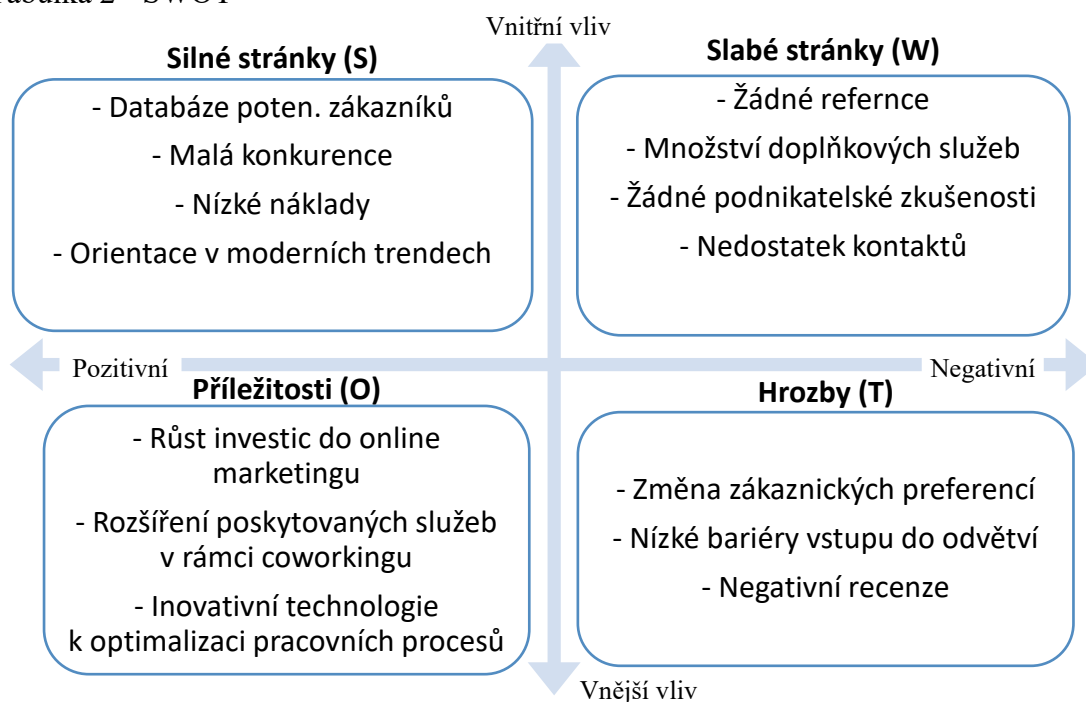 Tabulka 2 - SWOT
Vnitřní vliv
Silné stránky (S)
- Databáze poten. zákazníků
- Malá konkurence
- Nízké náklady
- Orientace v moderních trendech
Slabé stránky (W)
- Žádné refernce
- Množství doplňkových služeb
- Žádné podnikatelské zkušenosti
- Nedostatek kontaktů
Pozitivní
Negativní
Příležitosti (O)
- Růst investic do online
marketingu
- Rozšíření poskytovaných služeb
v rámci coworkingu
- Inovativní technologie
k optimalizaci pracovních procesů
Hrozby (T)
- Změna zákaznických preferencí
- Nízké bariéry vstupu do odvětví
- Negativní recenze
Vnější vliv